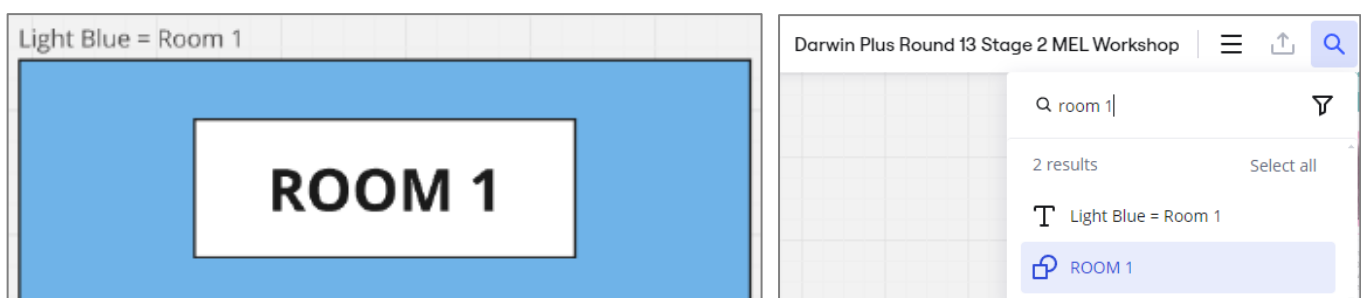 Light Blue = Room 1
ROOM 1
Darwin Plus Round 13 Stage 2 MEL Workshop
room 1
2 results Select all
Light Blue = Room 1
ROOM 1